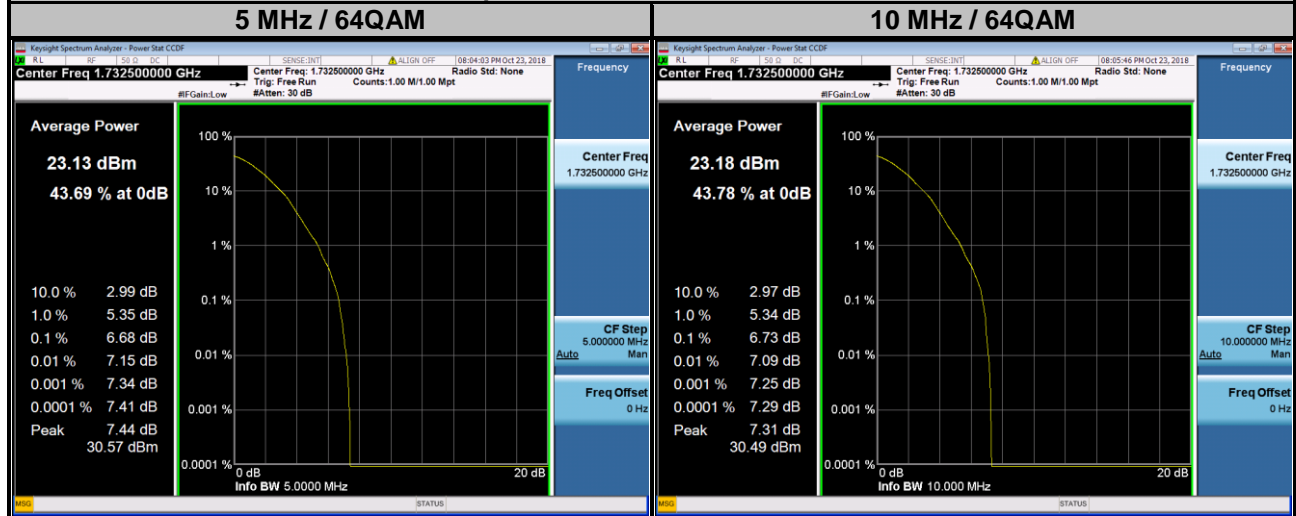 5 MHz / 64QAM
Keysight Spectrum Analyzer - Power Stat CCDF
RL RF 50 Ω DC SENSE:INT ALIGN OFF 08:04:03 PM Oct 23, 2018
Center Freq 1.732500000 GHz
Center Freq: 1.732500000 GHz Radio Std: None
Trig: Free Run Counts:1.00 M/1.00 Mpt
#IFGain:Low #Atten: 30 dB
Frequency
Average Power
23.13 dBm
43.69 % at 0dB
10.0 % 2.99 dB
1.0 % 5.35 dB
0.1 % 6.68 dB
0.01 % 7.15 dB
0.001 % 7.34 dB
0.0001 % 7.41 dB
Peak 7.44 dB
30.57 dBm
100 %
10 %
1 %
0.1 %
0.01 %
0.001 %
0.0001 %
0 dB 20 dB
Info BW 5.0000 MHz
Center Freq
1.732500000 GHz
CF Step
5.000000 MHz
Auto Man
Freq Offset
0 Hz
MSG STATUS
10 MHz / 64QAM
Keysight Spectrum Analyzer - Power Stat CCDF
RL RF 50 Ω DC SENSE:INT ALIGN OFF 08:05:46 PM Oct 23, 2018
Center Freq 1.732500000 GHz
Center Freq: 1.732500000 GHz Radio Std: None
Trig: Free Run Counts:1.00 M/1.00 Mpt
#IFGain:Low #Atten: 30 dB
Frequency
Average Power
23.18 dBm
43.78 % at 0dB
10.0 % 2.97 dB
1.0 % 5.34 dB
0.1 % 6.73 dB
0.01 % 7.09 dB
0.001 % 7.25 dB
0.0001 % 7.29 dB
Peak 7.31 dB
30.49 dBm
100 %
10 %
1 %
0.1 %
0.01 %
0.001 %
0.0001 %
0 dB 20 dB
Info BW 10.000 MHz
Center Freq
1.732500000 GHz
CF Step
10.000000 MHz
Auto Man
Freq Offset
0 Hz
MSG STATUS